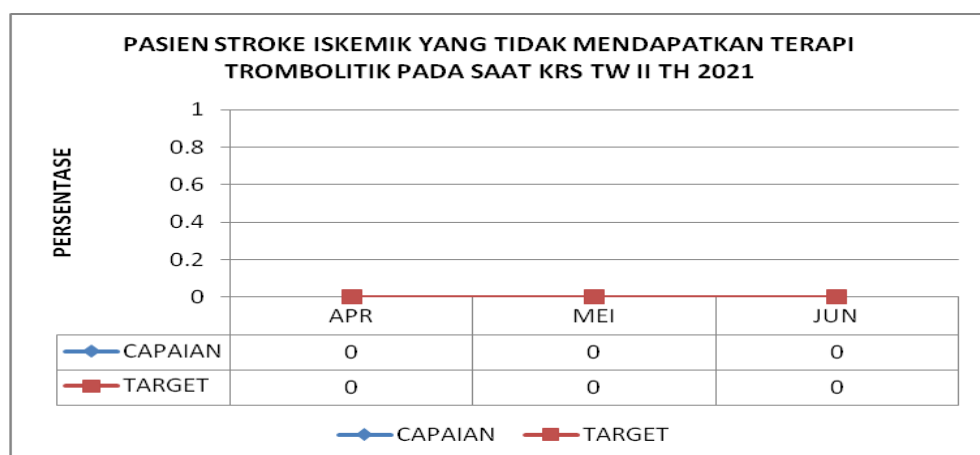 PASIEN STROKE ISKEMIK YANG TIDAK MENDAPATKAN TERAPI
TROMBOLITIK PADA SAAT KRS TW II TH 2021
PERSENTASE
1
0.8
0.6
0.4
0.2
0
APR MEI JUN
CAPAIAN 0 0 0
TARGET 0 0 0
CAPAIAN TARGET